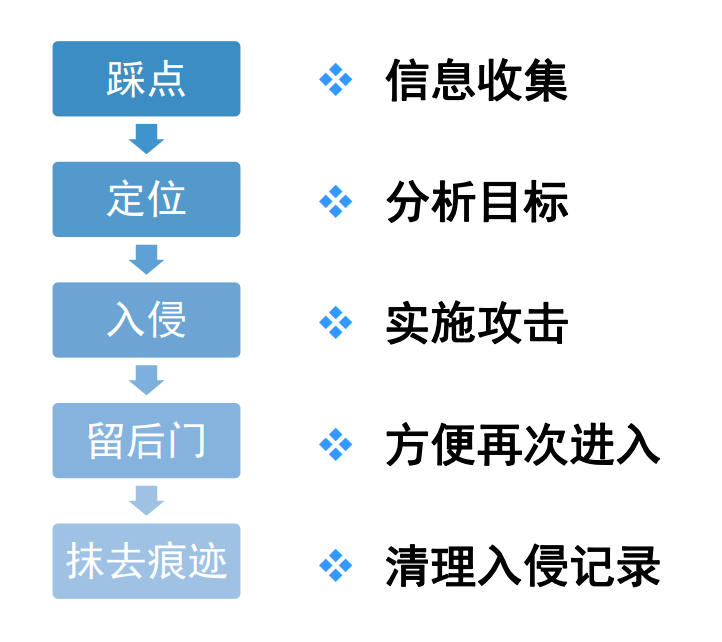 踩点
信息收集
定位
分析目标
入侵
实施攻击
留后门
方便再次进入
抹去痕迹
清理入侵记录